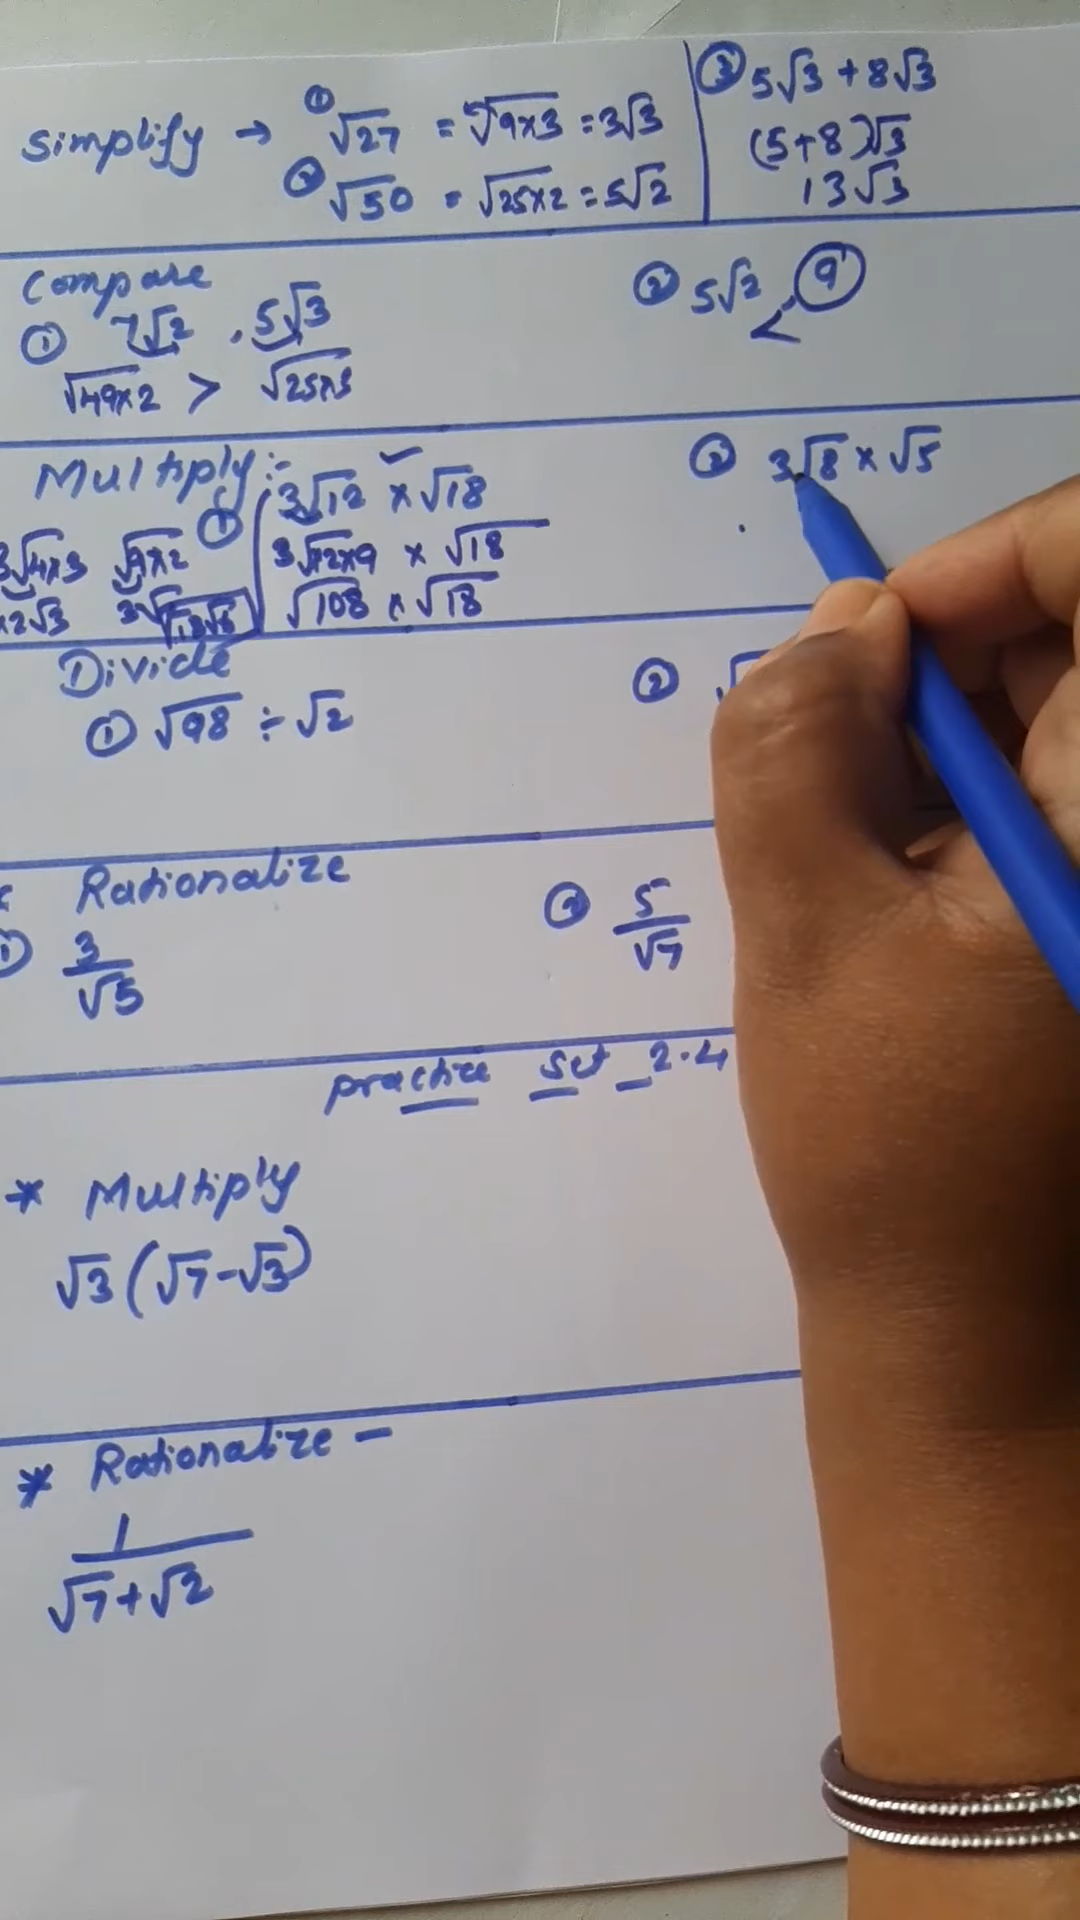 Simplify → ① √27 = √9×3 = 3√3
② √50 = √25×2 = 5√2
③ 5√3 + 8√3
(5+8)√3
13√3
Compare
① 7√2 , 5√3
√49×2 > √25×3
② 5√2 , 9
<
Multiply :-
① 3√12 × √18
3√12×9 × √18
√108 × √18
3√4×3 √9×2
×2√3 3√
② 3√8 × √5
Divide
① √98 ÷ √2
②
Rationalize
① 3/√5
② 5/√7
practice set 2.4
* Multiply
√3 (√7-√3)
* Rationalize -
1/√7+√2